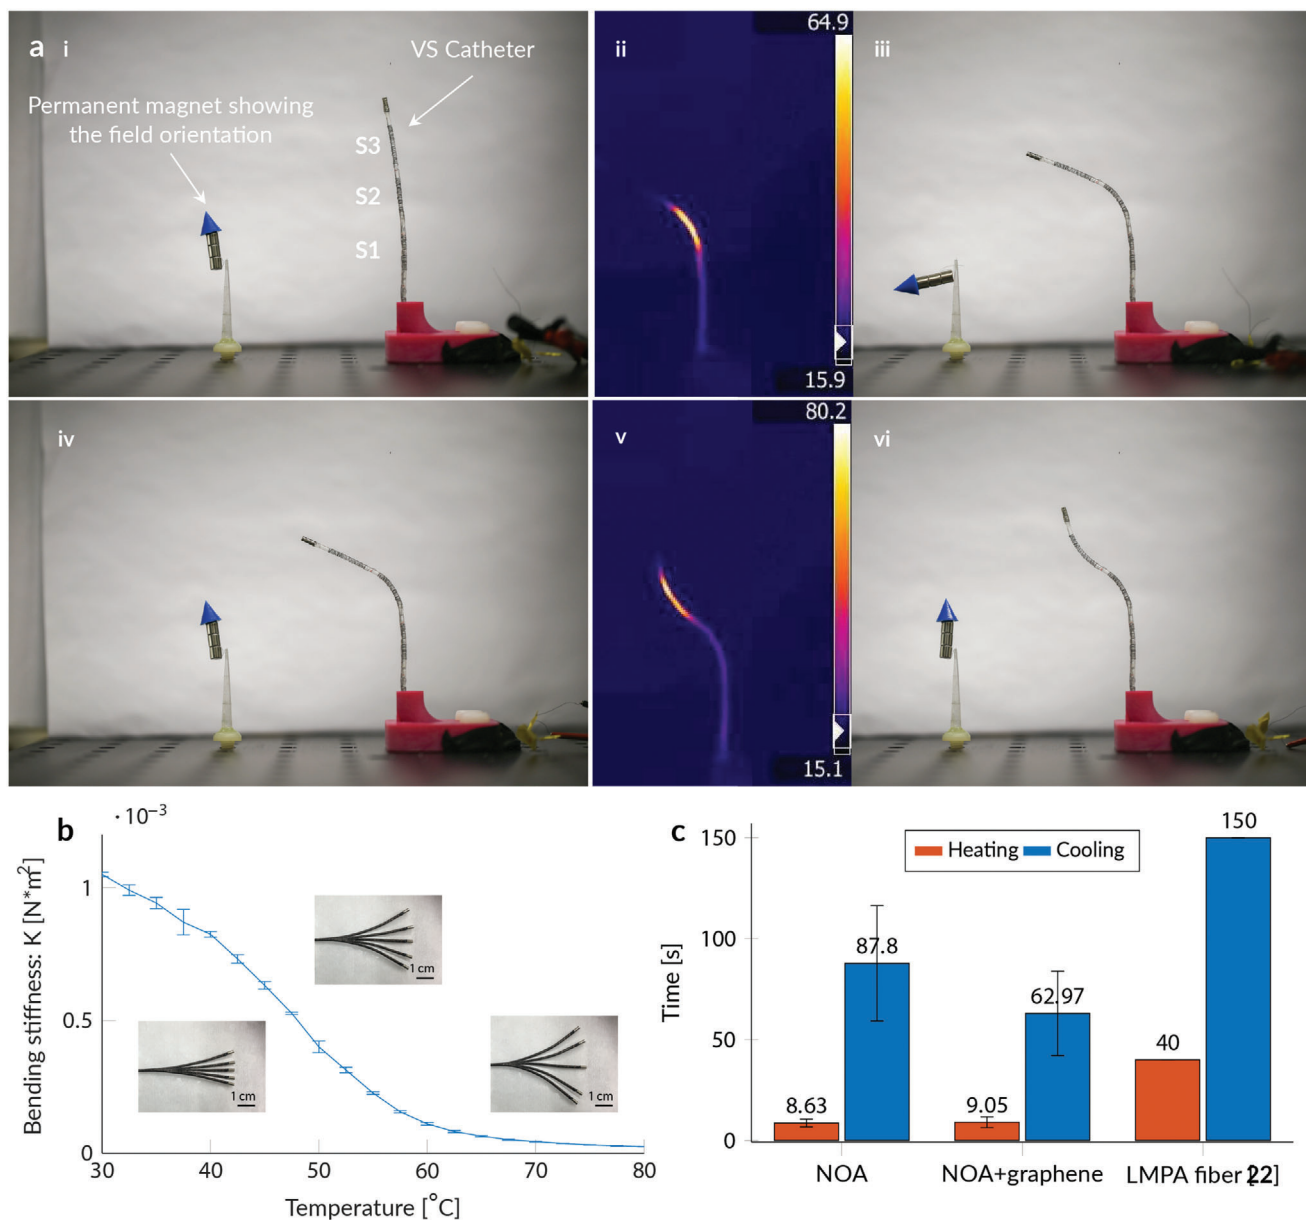 a i
VS Catheter
Permanent magnet showing
the field orientation
S3
S2
S1
ii
64.9
15.9
iii
iv
v
80.2
15.1
vi
b
· 10⁻³
Bending stiffness: K [N*m²]
1
0.5
0
30 40 50 60 70 80
Temperature [°C]
1 cm
1 cm
1 cm
c
Heating Cooling
Time [s]
150
100
50
0
8.63
87.8
9.05
62.97
40
150
NOA
NOA+graphene
LMPA fiber [22]